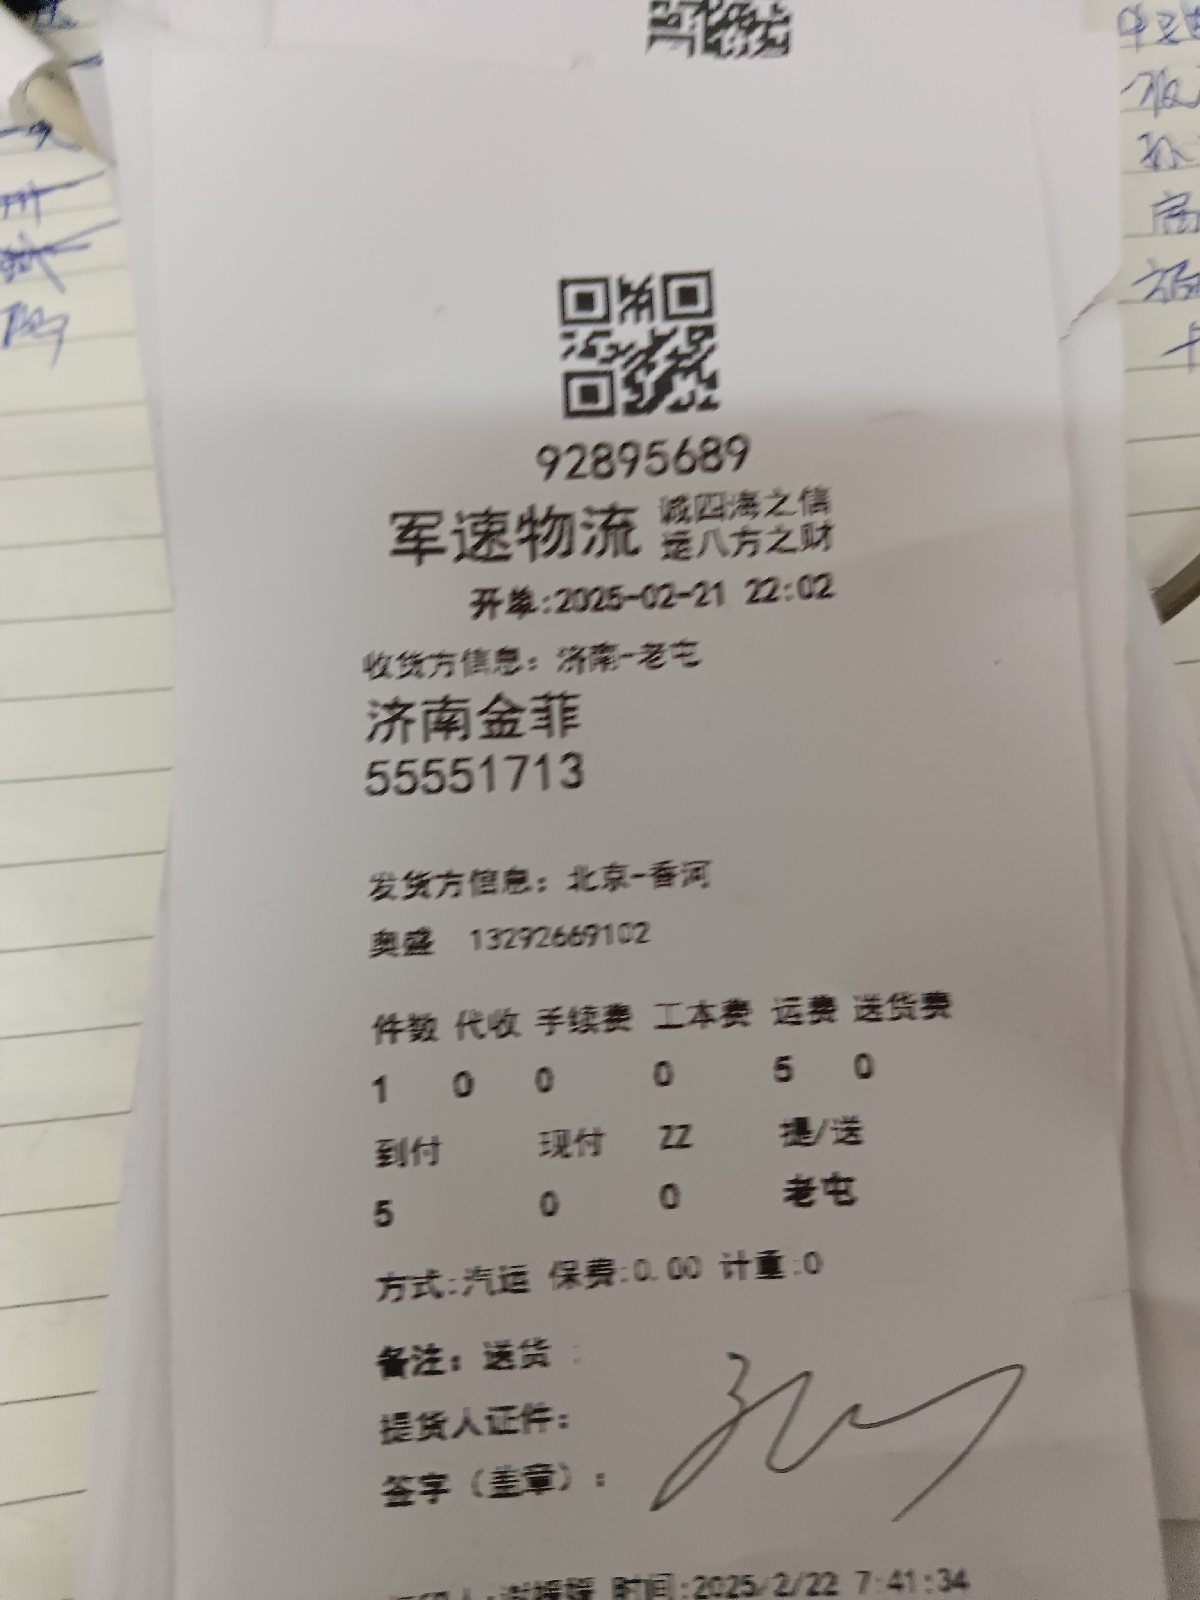 92895689
军速物流 诚四海之信
运八方之财
开单:2025-02-21 22:02
收货方信息：济南-老屯
济南金菲
55551713
发货方信息：北京-香河
奥盛 13292669102
件数 代收 手续费 工本费 运费 送货费
1 0 0 0 5 0
到付 现付 ZZ 提/送
5 0 0 老屯
方式:汽运 保费:0.00 计重:0
备注：送货 :
提货人证件：
签字（盖章）：
时间:2025/2/22 7:41:34